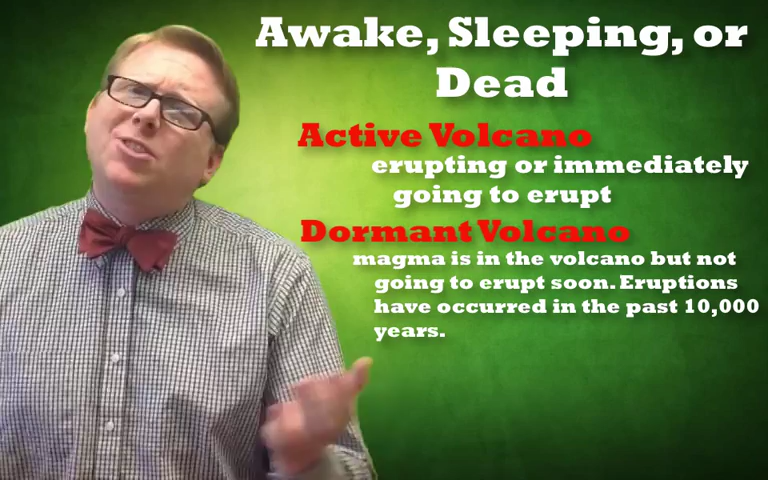 Awake, Sleeping, or
Dead
Active Volcano
erupting or immediately
going to erupt
Dormant Volcano
magma is in the volcano but not
going to erupt soon. Eruptions
have occurred in the past 10,000
years.